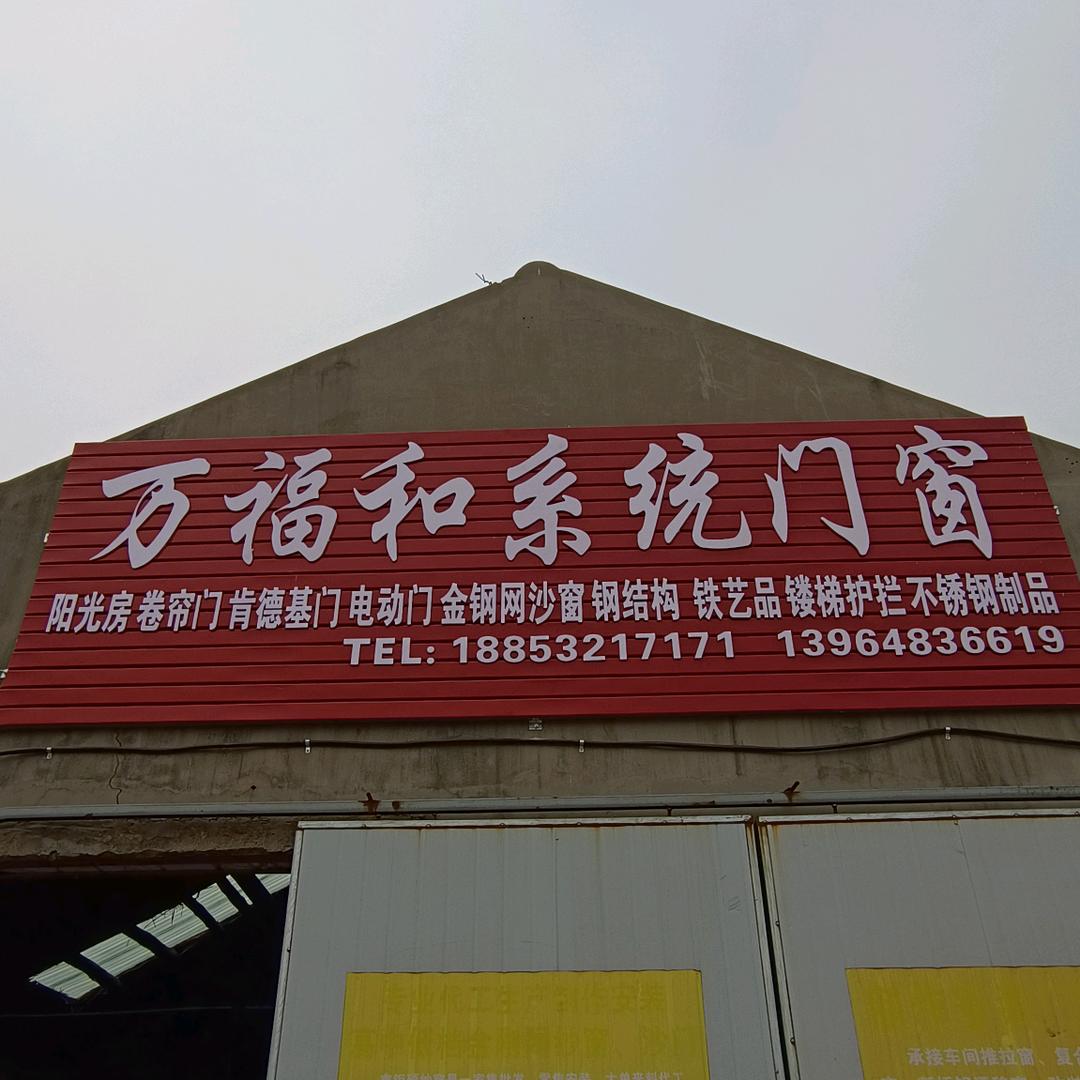 万福和系统门窗
阳光房 卷帘门 肯德基门 电动门 金钢网沙窗 钢结构 铁艺品 镂梯护拦 不锈钢制品
TEL: 18853217171 13964836619
承接车间推拉窗、复